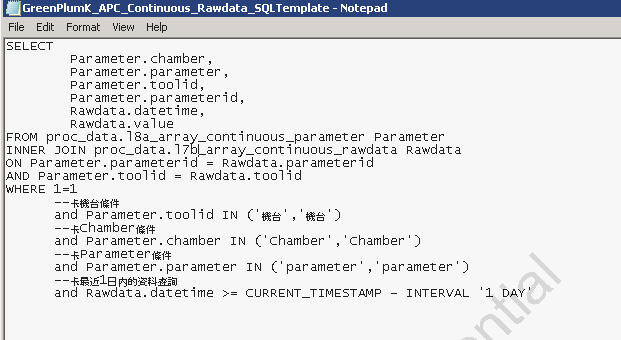 GreenPlumK_APC_Continuous_Rawdata_SQLTemplate - Notepad
File Edit Format View Help
SELECT
Parameter.chamber,
Parameter.parameter,
Parameter.toolid,
Parameter.parameterid,
Rawdata.datetime,
Rawdata.value
FROM proc_data.l8a_array_continuous_parameter Parameter
INNER JOIN proc_data.l7b_array_continuous_rawdata Rawdata
ON Parameter.parameterid = Rawdata.parameterid
AND Parameter.toolid = Rawdata.toolid
WHERE 1=1
--卡機台條件
and Parameter.toolid IN ('機台','機台')
--卡Chamber條件
and Parameter.chamber IN ('Chamber','Chamber')
--卡Parameter條件
and Parameter.parameter IN ('parameter','parameter')
--卡最近1日內的資料查詢
and Rawdata.datetime >= CURRENT_TIMESTAMP - INTERVAL '1 DAY'
ential